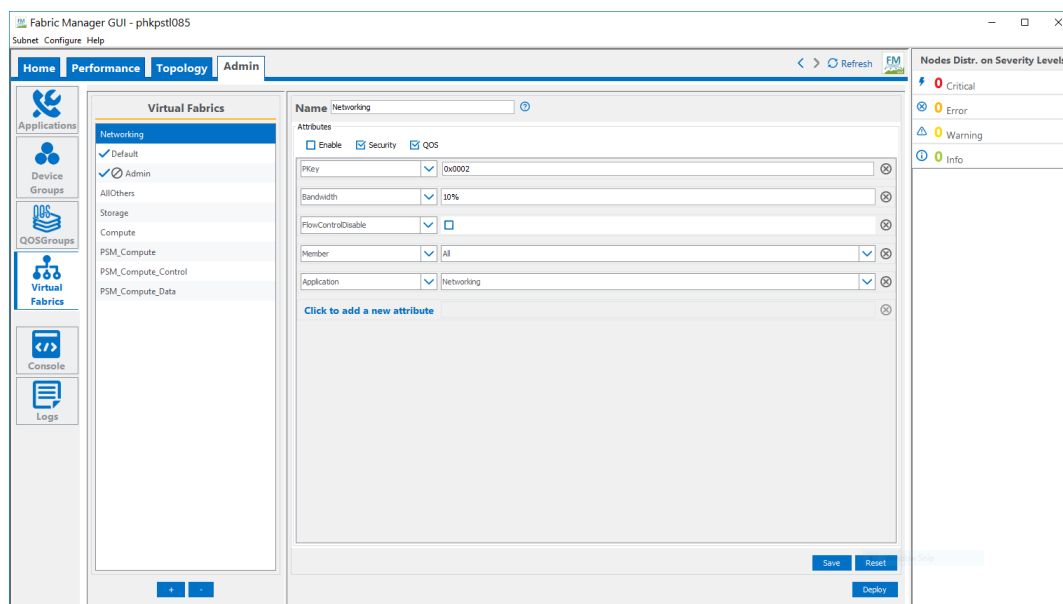 FM Fabric Manager GUI - phkpstl085
Subnet Configure Help
Home Performance Topology Admin
Refresh
FM
Nodes Distr. on Severity Levels
0 Critical
0 Error
0 Warning
0 Info
Applications
Device
Groups
QOS
QOSGroups
Virtual
Fabrics
Console
Logs
Virtual Fabrics
Networking
Default
Admin
AllOthers
Storage
Compute
PSM_Compute
PSM_Compute_Control
PSM_Compute_Data
+ -
Name Networking ?
Attributes
Enable Security QOS
PKey 0x0002
Bandwidth 10%
FlowControlDisable
Member All
Application Networking
Click to add a new attribute
Save Reset
Deploy